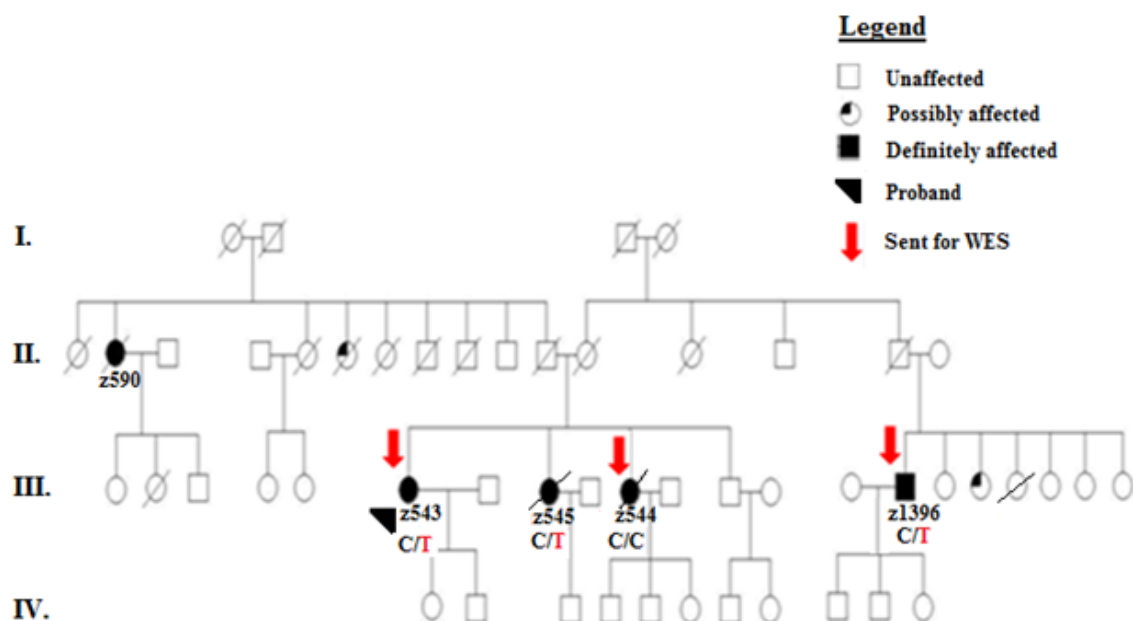 Legend
Unaffected
Possibly affected
Definitely affected
Proband
Sent for WES
I.
II.
z590
III.
z543
z545
z544
z1396
C/T
C/T
C/C
C/T
IV.